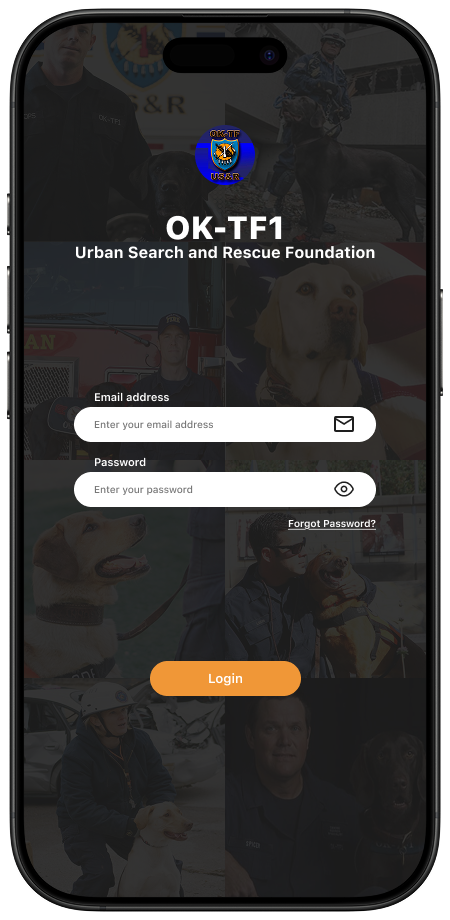 S&R
OK-TF
US&R
OK-TF1
Urban Search and Rescue Foundation
AN
Email address
Enter your email address
Password
Enter your password
Forgot Password?
Login